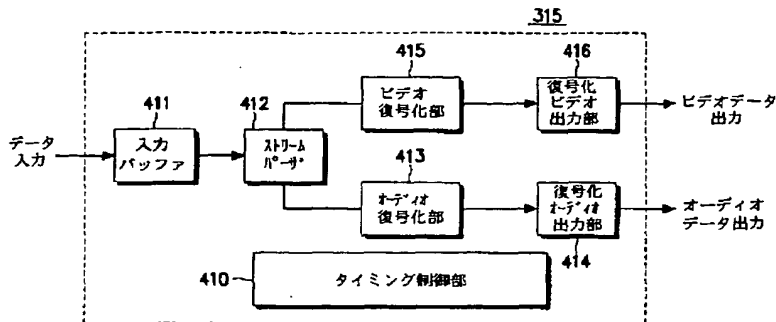 315
415
ビデオ
復号化部
416
復号化
ビデオ
出力部
ビデオデータ
出力
411
入力
バッファ
412
ｽﾄﾘｰﾑ
ﾊﾟｰｻﾞ
データ
入力
413
ｵｰﾃﾞｨｵ
復号化部
復号化
ｵｰﾃﾞｨｵ
出力部
414
オーディオ
データ出力
410
タイミング制御部